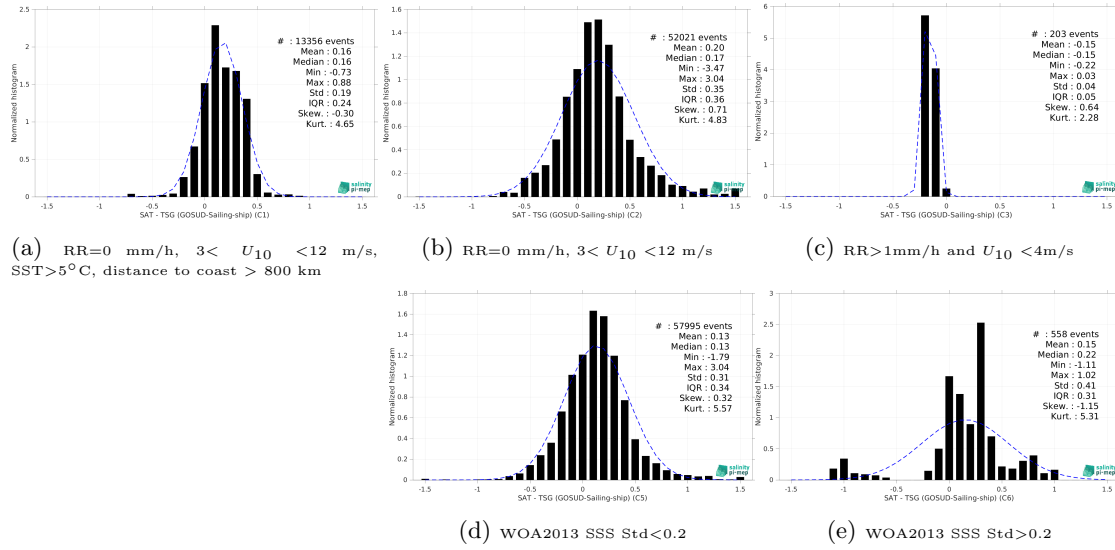 2.5
2
1.5
1
0.5
0
Normalized histogram
# : 13356 events
Mean : 0.16
Median : 0.16
Min : -0.73
Max : 0.88
Std : 0.19
IQR : 0.24
Skew. : -0.30
Kurt. : 4.65
salinity
pi-mep
-1.5 -1 -0.5 0 0.5 1 1.5
SAT - TSG (GOSUD-Sailing-ship) (C1)
(a) RR=0 mm/h, 3< U10 <12 m/s,
SST>5°C, distance to coast > 800 km
1.6
1.4
1.2
1
0.8
0.6
0.4
0.2
0
Normalized histogram
# : 52021 events
Mean : 0.20
Median : 0.17
Min : -3.47
Max : 3.04
Std : 0.35
IQR : 0.36
Skew. : 0.71
Kurt. : 4.83
salinity
pi-mep
-1.5 -1 -0.5 0 0.5 1 1.5
SAT - TSG (GOSUD-Sailing-ship) (C2)
(b) RR=0 mm/h, 3< U10 <12 m/s
6
5
4
3
2
1
0
Normalized histogram
# : 203 events
Mean : -0.15
Median : -0.15
Min : -0.22
Max : 0.03
Std : 0.04
IQR : 0.05
Skew. : 0.64
Kurt. : 2.28
salinity
pi-mep
-1.5 -1 -0.5 0 0.5 1 1.5
SAT - TSG (GOSUD-Sailing-ship) (C3)
(c) RR>1mm/h and U10 <4m/s
1.8
1.6
1.4
1.2
1
0.8
0.6
0.4
0.2
0
Normalized histogram
# : 57995 events
Mean : 0.13
Median : 0.13
Min : -1.79
Max : 3.04
Std : 0.31
IQR : 0.34
Skew. : 0.32
Kurt. : 5.57
salinity
pi-mep
-1.5 -1 -0.5 0 0.5 1 1.5
SAT - TSG (GOSUD-Sailing-ship) (C5)
(d) WOA2013 SSS Std<0.2
3
2.5
2
1.5
1
0.5
0
Normalized histogram
# : 558 events
Mean : 0.15
Median : 0.22
Min : -1.11
Max : 1.02
Std : 0.41
IQR : 0.31
Skew. : -1.15
Kurt. : 5.31
salinity
pi-mep
-1.5 -1 -0.5 0 0.5 1 1.5
SAT - TSG (GOSUD-Sailing-ship) (C6)
(e) WOA2013 SSS Std>0.2